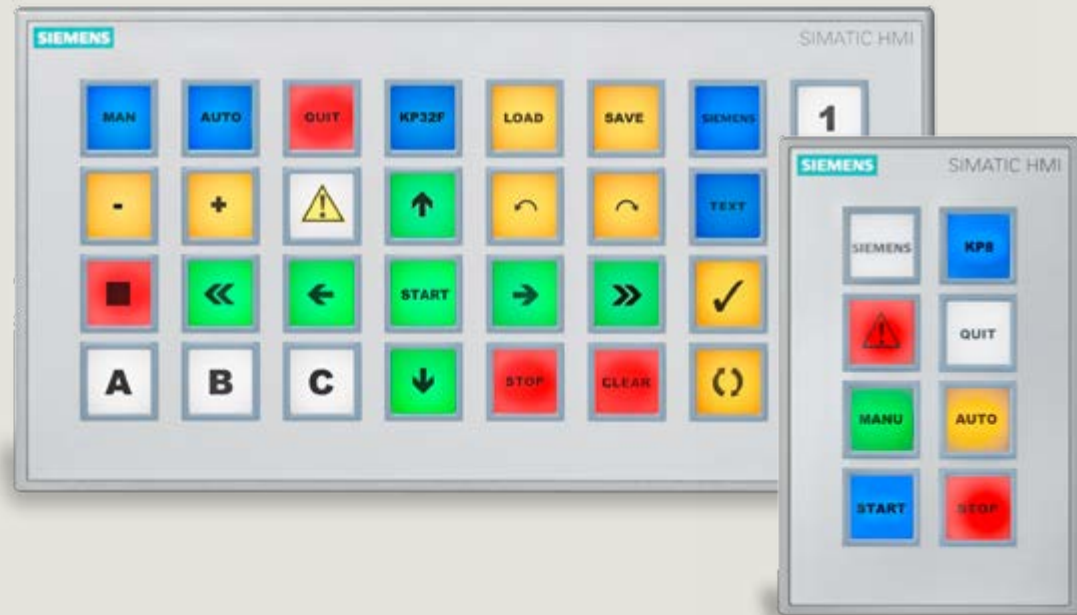 SIEMENS SIMATIC HMI
MAN AUTO QUIT KP32F LOAD SAVE SIEMENS 1
- + TEXT
START
A B C STOP CLEAR
SIEMENS SIMATIC HMI
SIEMENS KP8
QUIT
MANU AUTO
START STOP